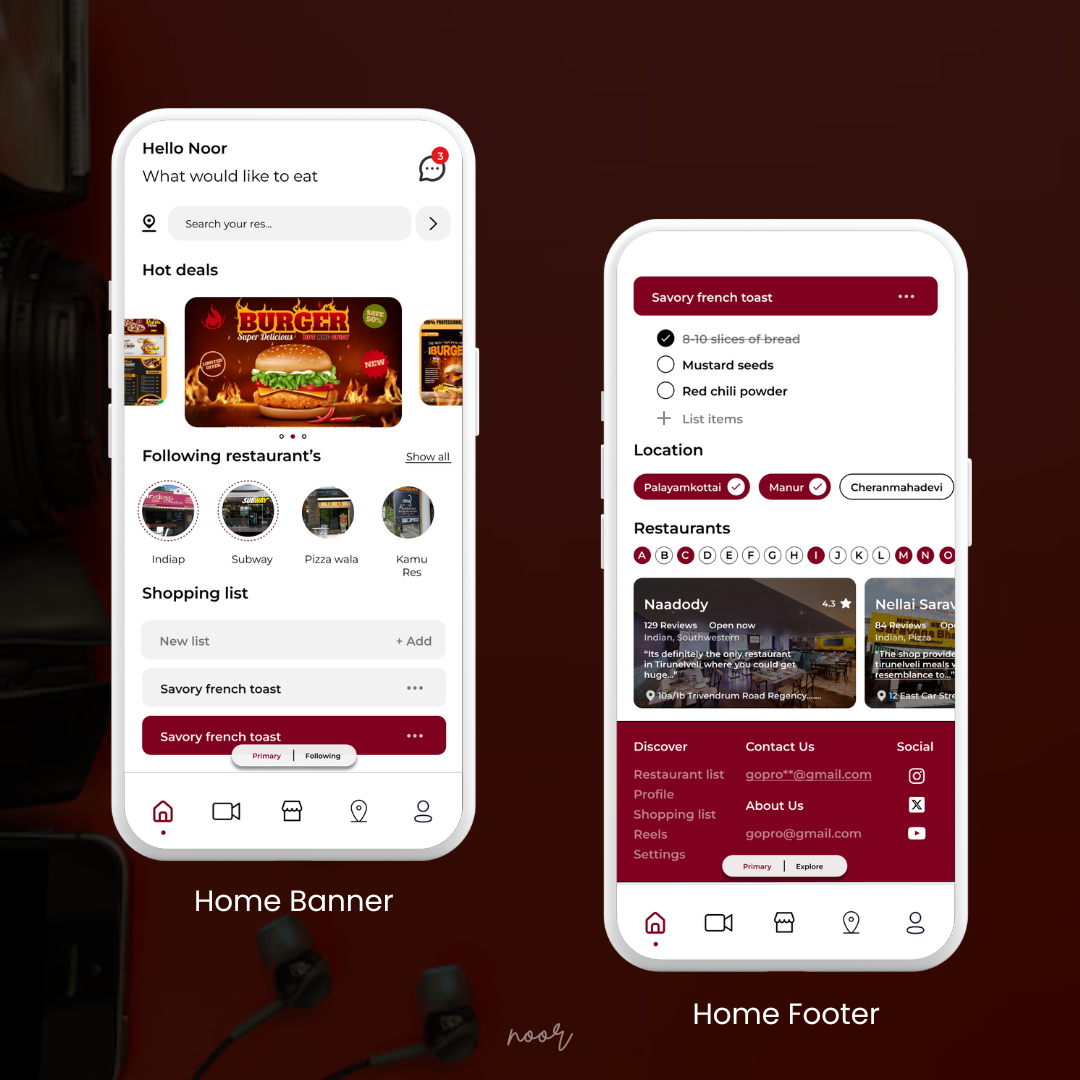 Hello Noor
3
What would like to eat
Search your res...
Hot deals
BURGER
Super Delicious HOT AND SPICY
SAVE 50%
LIMITED OFFER
NEW
BURGE
Following restaurant's Show all
SUBWAY
Indiap Subway Pizza wala Kamu
Res
Shopping list
New list + Add
Savory french toast
Savory french toast
Primary | Following
Home Banner
Savory french toast
8-10 slices of bread
Mustard seeds
Red chili powder
List items
Location
Palayamkottai Manur Cheranmahadevi
Restaurants
A B C D E F G H I J K L M N O
Naadody 4.3
129 Reviews Open now
Indian, Southwestern
“Its definitely the only restaurant
in Tirunelveli where you could get
huge...”
10a/1b Trivendrum Road Regency.......
Nellai Sarav
84 Reviews Ope
Indian, Pizza
“The shop provide
tirunelveli meals v
resemblance to...”
12 East Car Stre
Discover Contact Us Social
Restaurant list gopro**@gmail.com
Profile
Shopping list About Us
Reels gopro@gmail.com
Settings
Primary | Explore
Home Footer
noor